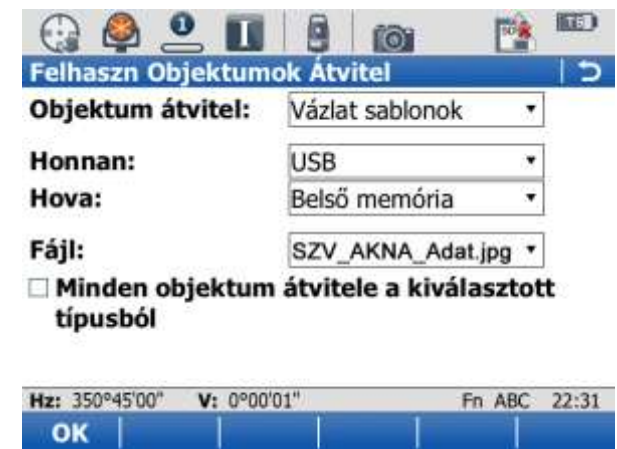 1
I
Felhaszn Objektumok Átvitel
Objektum átvitel: Vázlat sablonok
Honnan: USB
Hova: Belső memória
Fájl: SZV_AKNA_Adat.jpg
Minden objektum átvitele a kiválasztott
típusból
Hz: 350°45'00" V: 0°00'01" Fn ABC 22:31
OK